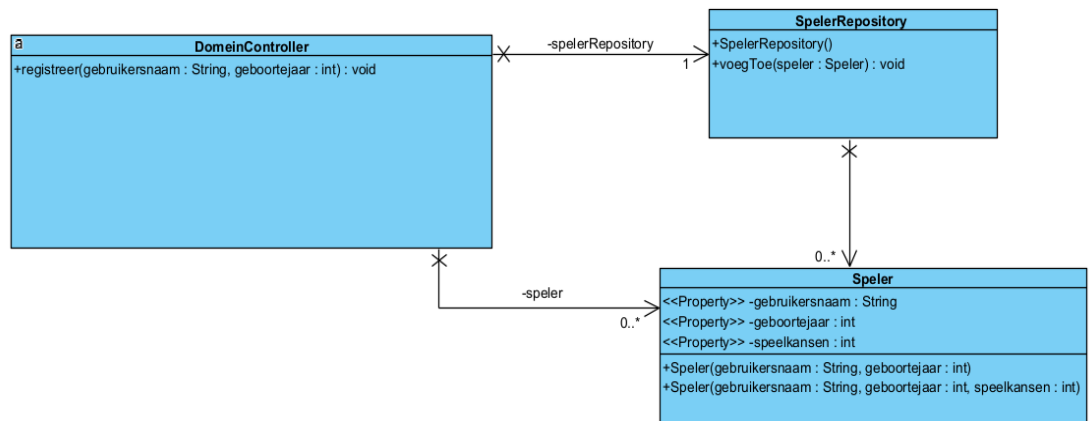 a
DomeinController
+registreer(gebruikersnaam : String, geboortejaar : int) : void
-spelerRepository
1
SpelerRepository
+SpelerRepository()
+voegToe(speler : Speler) : void
-speler
0..*
0..*
Speler
<<Property>> -gebruikersnaam : String
<<Property>> -geboortejaar : int
<<Property>> -speelkansen : int
+Speler(gebruikersnaam : String, geboortejaar : int)
+Speler(gebruikersnaam : String, geboortejaar : int, speelkansen : int)